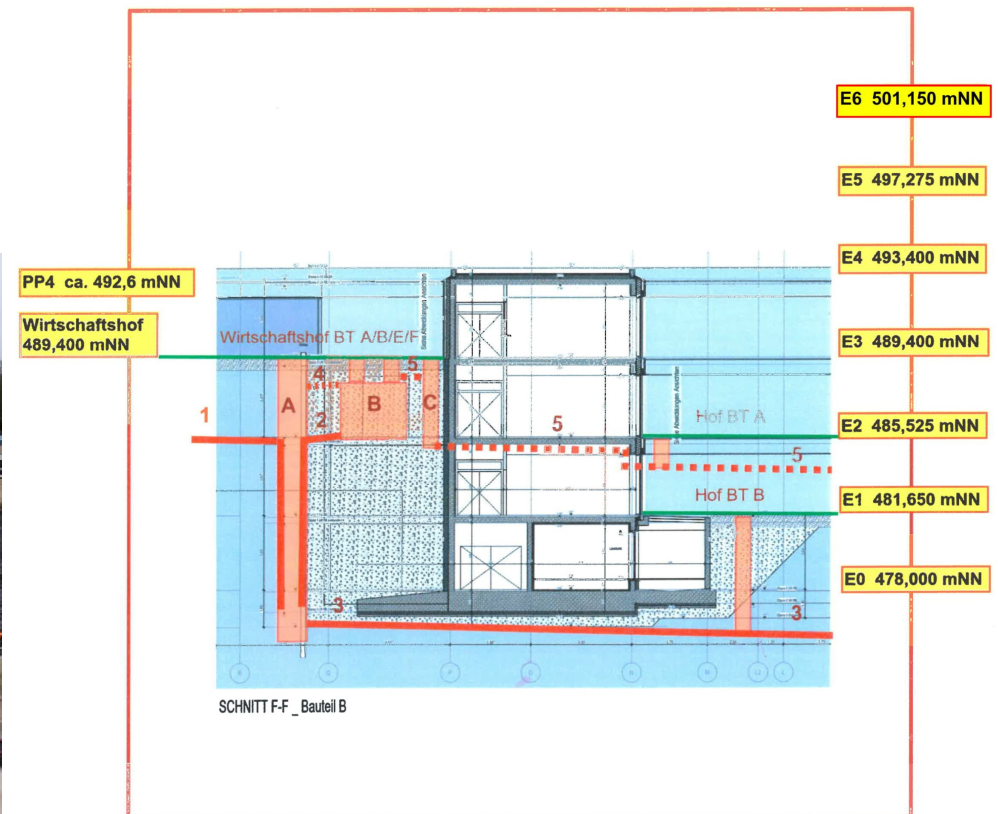 E6 501,150 mNN
E5 497,275 mNN
E4 493,400 mNN
PP4 ca. 492,6 mNN
Wirtschaftshof
489,400 mNN
Wirtschaftshof BT A/B/E/F
E3 489,400 mNN
4
5
1
A
2
B
C
5
Hof BT A
E2 485,525 mNN
5
Hof BT B
E1 481,650 mNN
E0 478,000 mNN
3
3
SCHNITT F-F _ Bauteil B